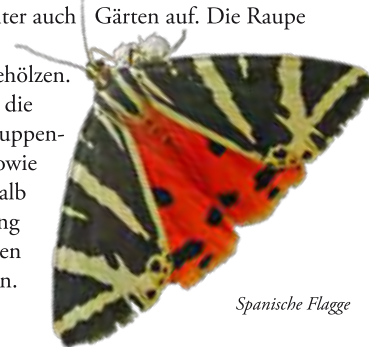 ter auch Gärten auf. Die Raupe
ehölzen.
die
uppen-
owie
alb
ng
en
n.
Spanische Flagge